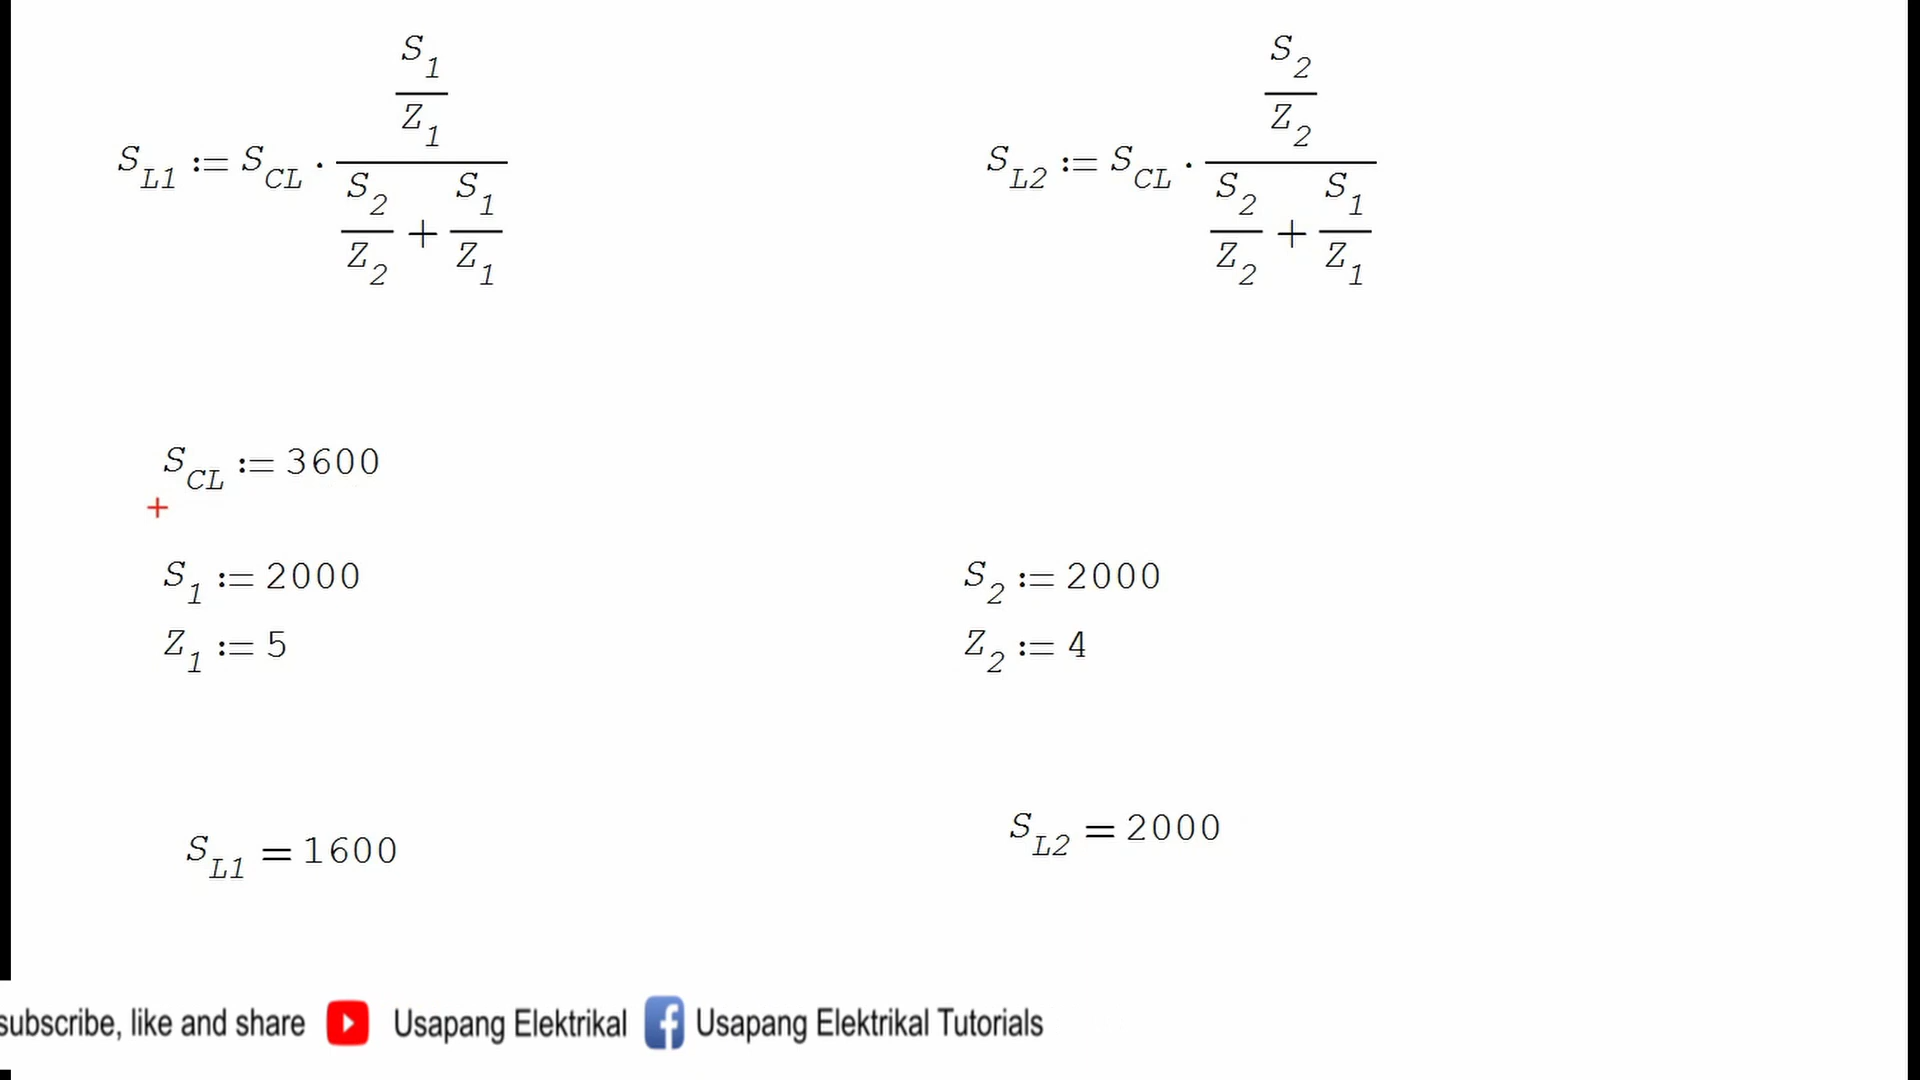 S_L1 := S_CL · (S_1/Z_1)/(S_2/Z_2 + S_1/Z_1)
S_L2 := S_CL · (S_2/Z_2)/(S_2/Z_2 + S_1/Z_1)
S_CL := 3600
S_1 := 2000
S_2 := 2000
Z_1 := 5
Z_2 := 4
S_L1 = 1600
S_L2 = 2000
subscribe, like and share Usapang Elektrikal Usapang Elektrikal Tutorials